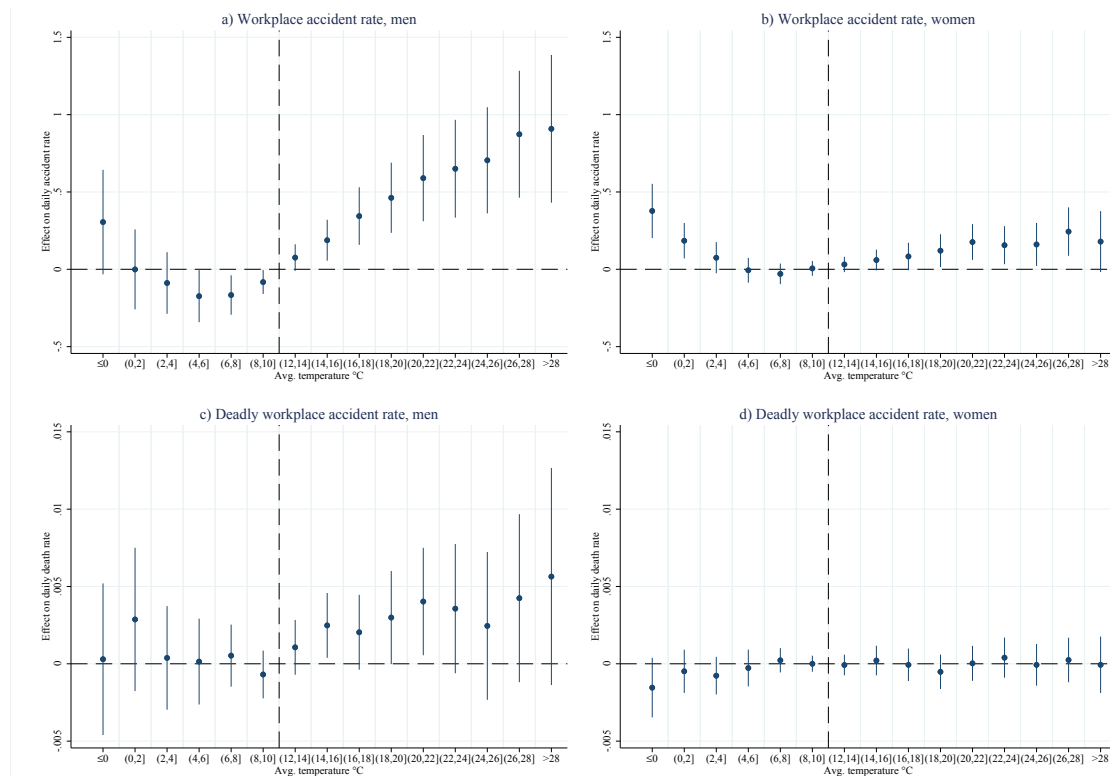 a) Workplace accident rate, men
Effect on daily accident rate
1.5
1
.5
0
-.5
≤0 (0,2] (2,4] (4,6] (6,8] (8,10] (12,14] (14,16] (16,18] (18,20] (20,22] (22,24] (24,26] (26,28] >28
Avg. temperature °C
b) Workplace accident rate, women
Effect on daily accident rate
1.5
1
.5
0
-.5
≤0 (0,2] (2,4] (4,6] (6,8] (8,10] (12,14] (14,16] (16,18] (18,20] (20,22] (22,24] (24,26] (26,28] >28
Avg. temperature °C
c) Deadly workplace accident rate, men
Effect on daily death rate
.015
.01
.005
0
-.005
≤0 (0,2] (2,4] (4,6] (6,8] (8,10] (12,14] (14,16] (16,18] (18,20] (20,22] (22,24] (24,26] (26,28] >28
Avg. temperature °C
d) Deadly workplace accident rate, women
Effect on daily death rate
.015
.01
.005
0
-.005
≤0 (0,2] (2,4] (4,6] (6,8] (8,10] (12,14] (14,16] (16,18] (18,20] (20,22] (22,24] (24,26] (26,28] >28
Avg. temperature °C